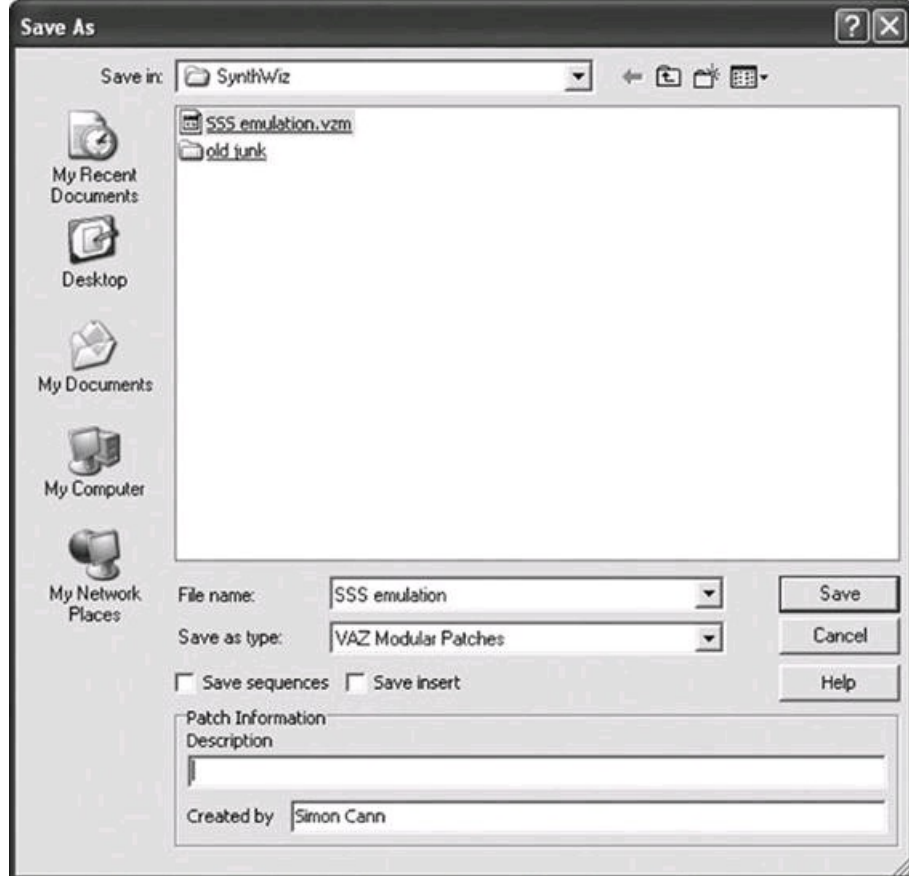 Save As
Save in:
SynthWiz
SSS emulation.vzm
old junk
My Recent
Documents
Desktop
My Documents
My Computer
My Network
Places
File name:
SSS emulation
Save
Save as type:
VAZ Modular Patches
Cancel
Save sequences
Save insert
Help
Patch Information
Description
Created by
Simon Cann